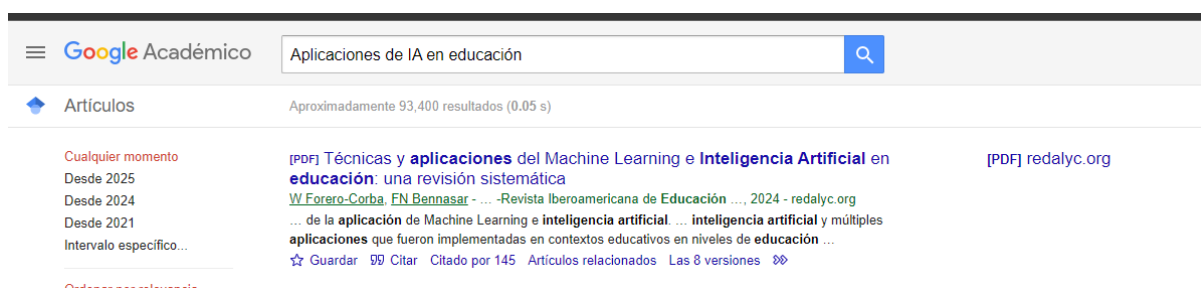 Google Académico
Aplicaciones de IA en educación
Artículos
Aproximadamente 93,400 resultados (0.05 s)
Cualquier momento
Desde 2025
Desde 2024
Desde 2021
Intervalo específico...
[PDF] Técnicas y aplicaciones del Machine Learning e Inteligencia Artificial en
educación: una revisión sistemática
W Forero-Corba, FN Bennasar - … -Revista Iberoamericana de Educación …, 2024 - redalyc.org
… de la aplicación de Machine Learning e inteligencia artificial. … inteligencia artificial y múltiples
aplicaciones que fueron implementadas en contextos educativos en niveles de educación …
Guardar Citar Citado por 145 Artículos relacionados Las 8 versiones
[PDF] redalyc.org